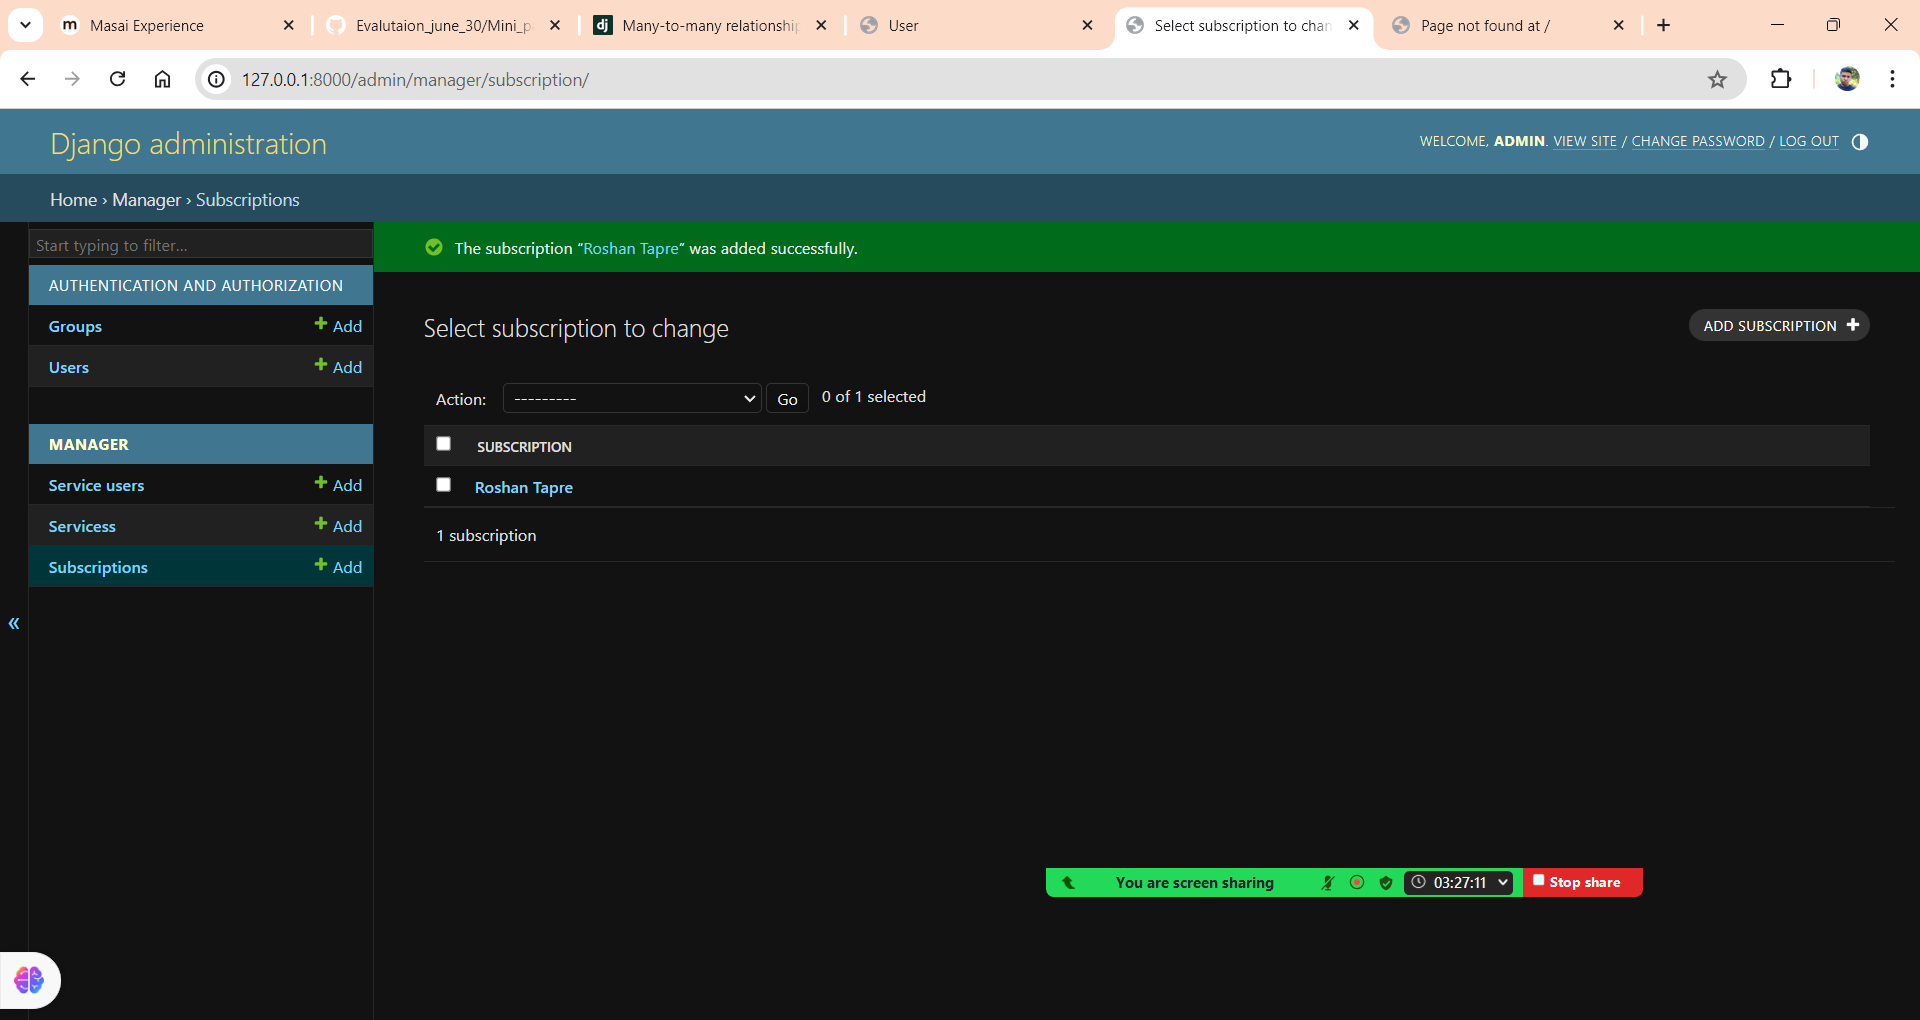 Masai Experience
Evalutaion_june_30/Mini_p
Many-to-many relationship
User
Select subscription to chan
Page not found at /
127.0.0.1:8000/admin/manager/subscription/
Django administration
WELCOME, ADMIN. VIEW SITE / CHANGE PASSWORD / LOG OUT
Home › Manager › Subscriptions
Start typing to filter...
The subscription “Roshan Tapre” was added successfully.
AUTHENTICATION AND AUTHORIZATION
Groups
Add
Users
Add
MANAGER
Service users
Add
Servicess
Add
Subscriptions
Add
«
Select subscription to change
ADD SUBSCRIPTION
Action:
---------
Go
0 of 1 selected
SUBSCRIPTION
Roshan Tapre
1 subscription
You are screen sharing
03:27:11
Stop share